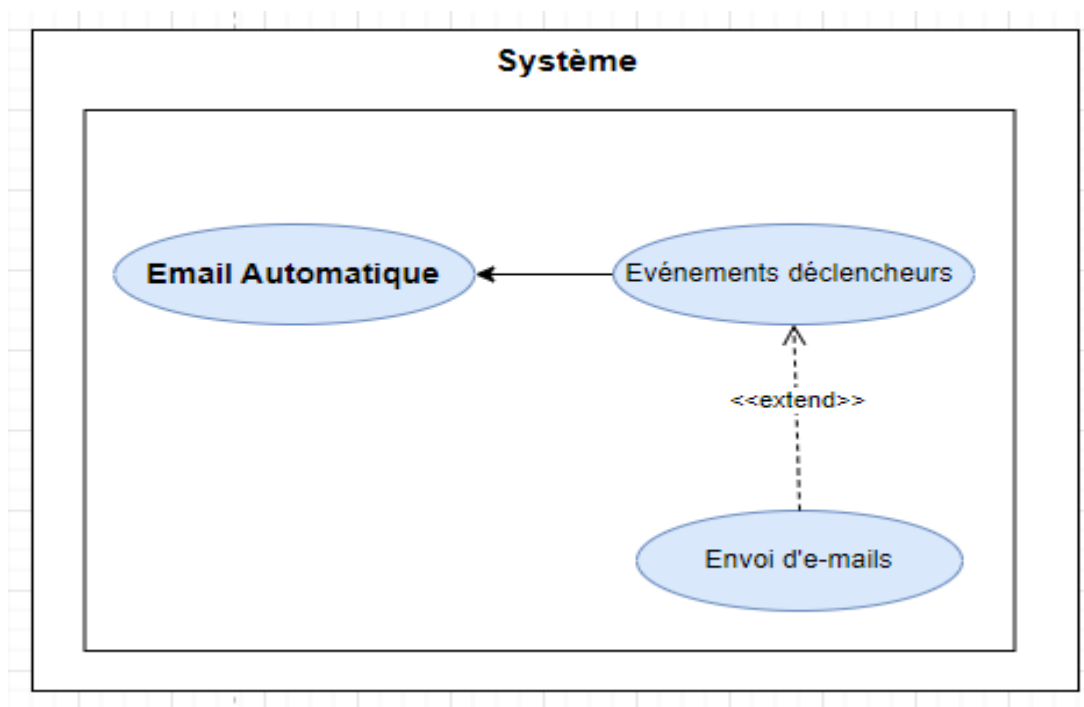 Système
Email Automatique
Evénements déclencheurs
<<extend>>
Envoi d'e-mails